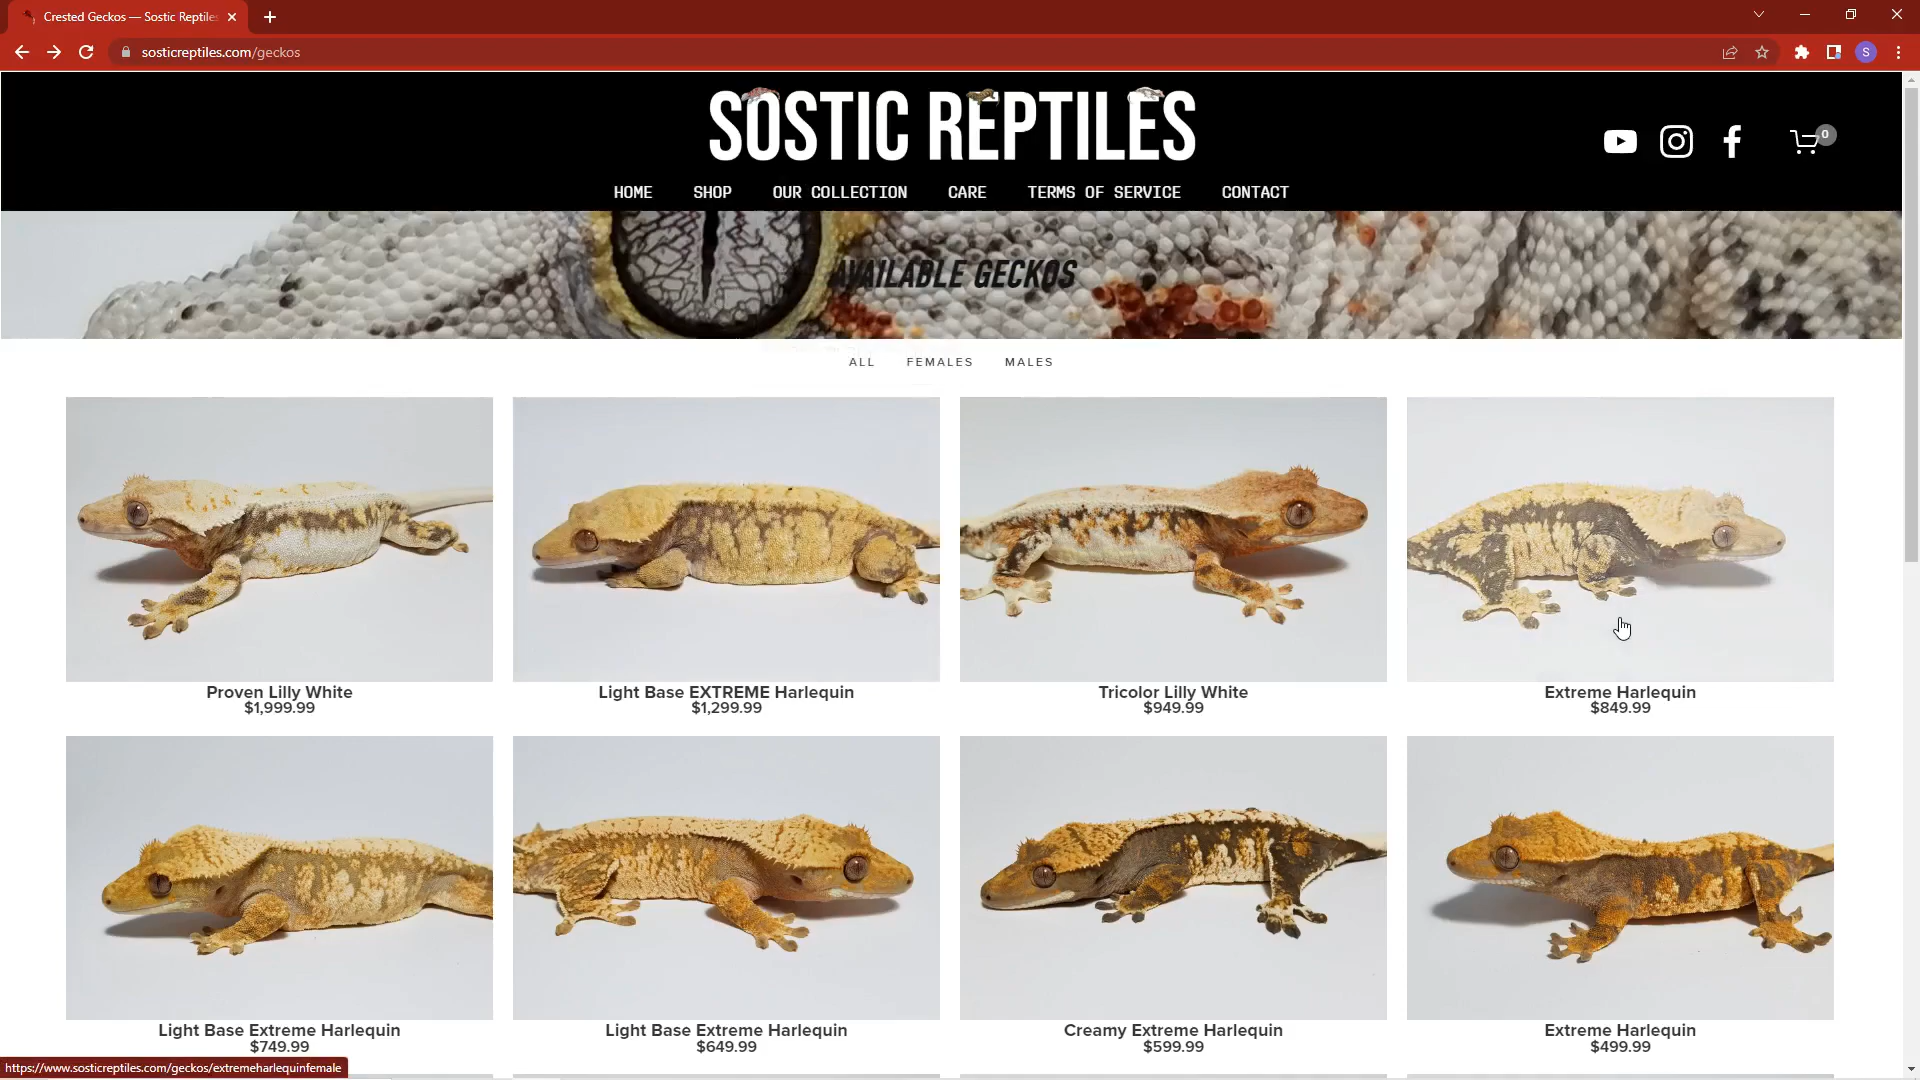 Crested Geckos — Sostic Reptiles
sosticreptiles.com/geckos
S
SOSTIC REPTILES
0
HOME SHOP OUR COLLECTION CARE TERMS OF SERVICE CONTACT
AVAILABLE GECKOS
ALL FEMALES MALES
Proven Lilly White
$1,999.99
Light Base EXTREME Harlequin
$1,299.99
Tricolor Lilly White
$949.99
Extreme Harlequin
$849.99
Light Base Extreme Harlequin
$749.99
Light Base Extreme Harlequin
$649.99
Creamy Extreme Harlequin
$599.99
Extreme Harlequin
$499.99
https://www.sosticreptiles.com/geckos/extremeharlequinfemale